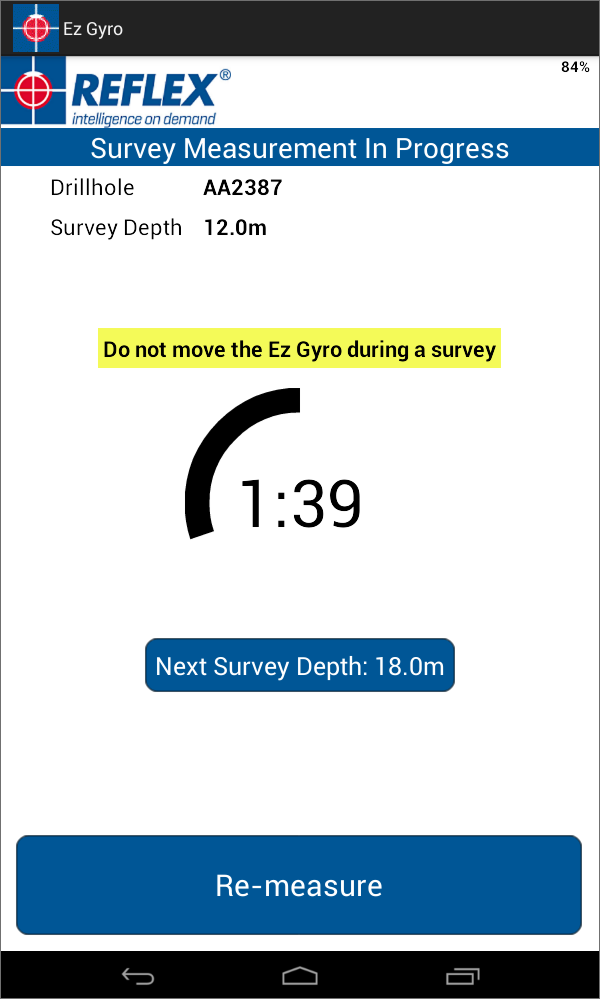 Ez Gyro
84%
REFLEX®
intelligence on demand
Survey Measurement In Progress
Drillhole AA2387
Survey Depth 12.0m
Do not move the Ez Gyro during a survey
1:39
Next Survey Depth: 18.0m
Re-measure